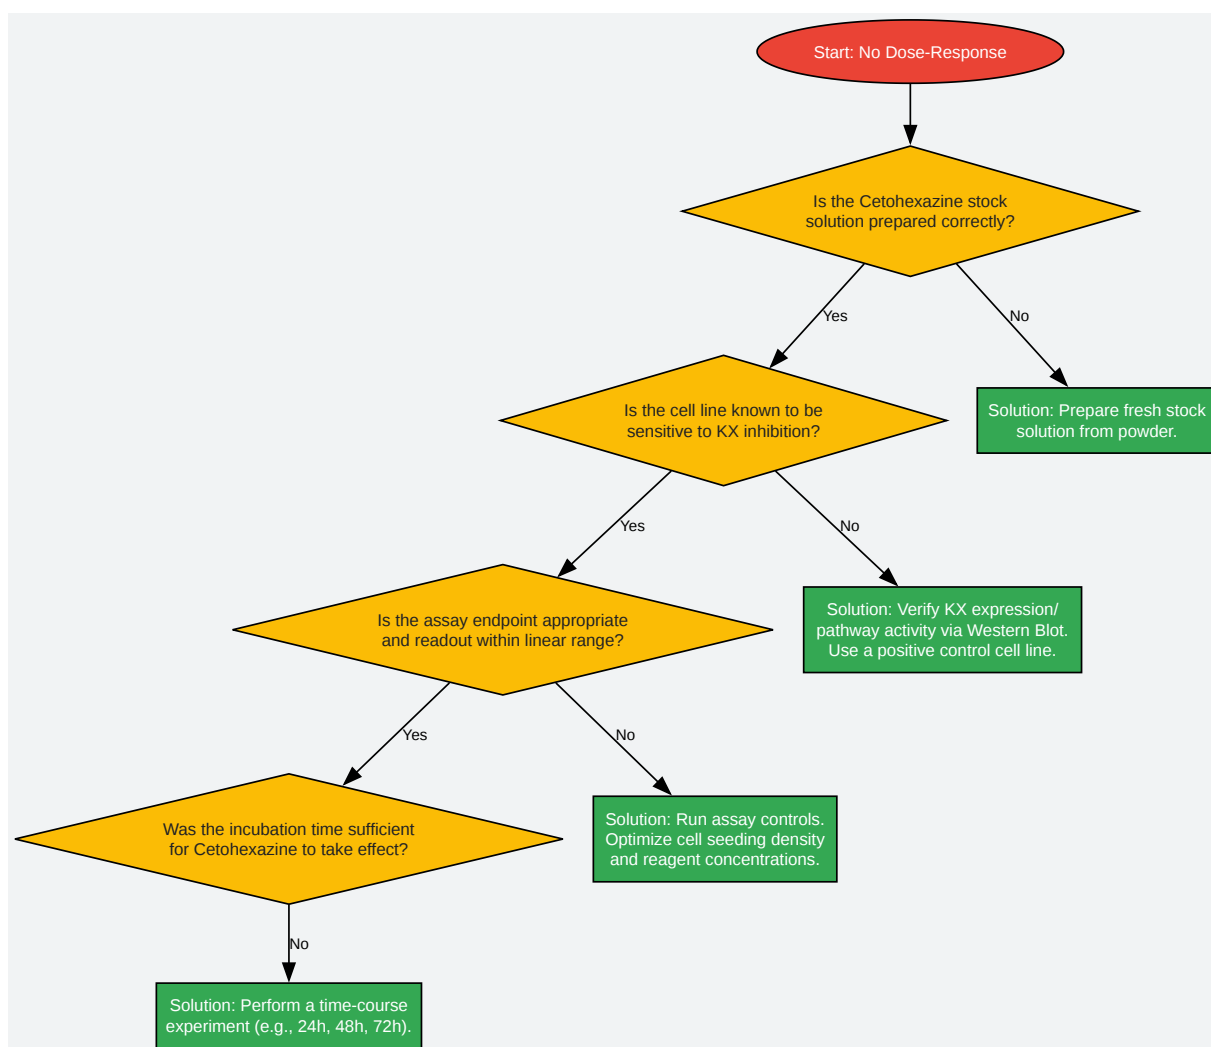 Start: No Dose-Response
Is the Cetohexazine stock
solution prepared correctly?
Yes
No
Is the cell line known to be
sensitive to KX inhibition?
Solution: Prepare fresh stock
solution from powder.
Yes
No
Is the assay endpoint appropriate
and readout within linear range?
Solution: Verify KX expression/
pathway activity via Western Blot.
Use a positive control cell line.
Yes
No
Was the incubation time sufficient
for Cetohexazine to take effect?
Solution: Run assay controls.
Optimize cell seeding density
and reagent concentrations.
No
Solution: Perform a time-course
experiment (e.g., 24h, 48h, 72h).